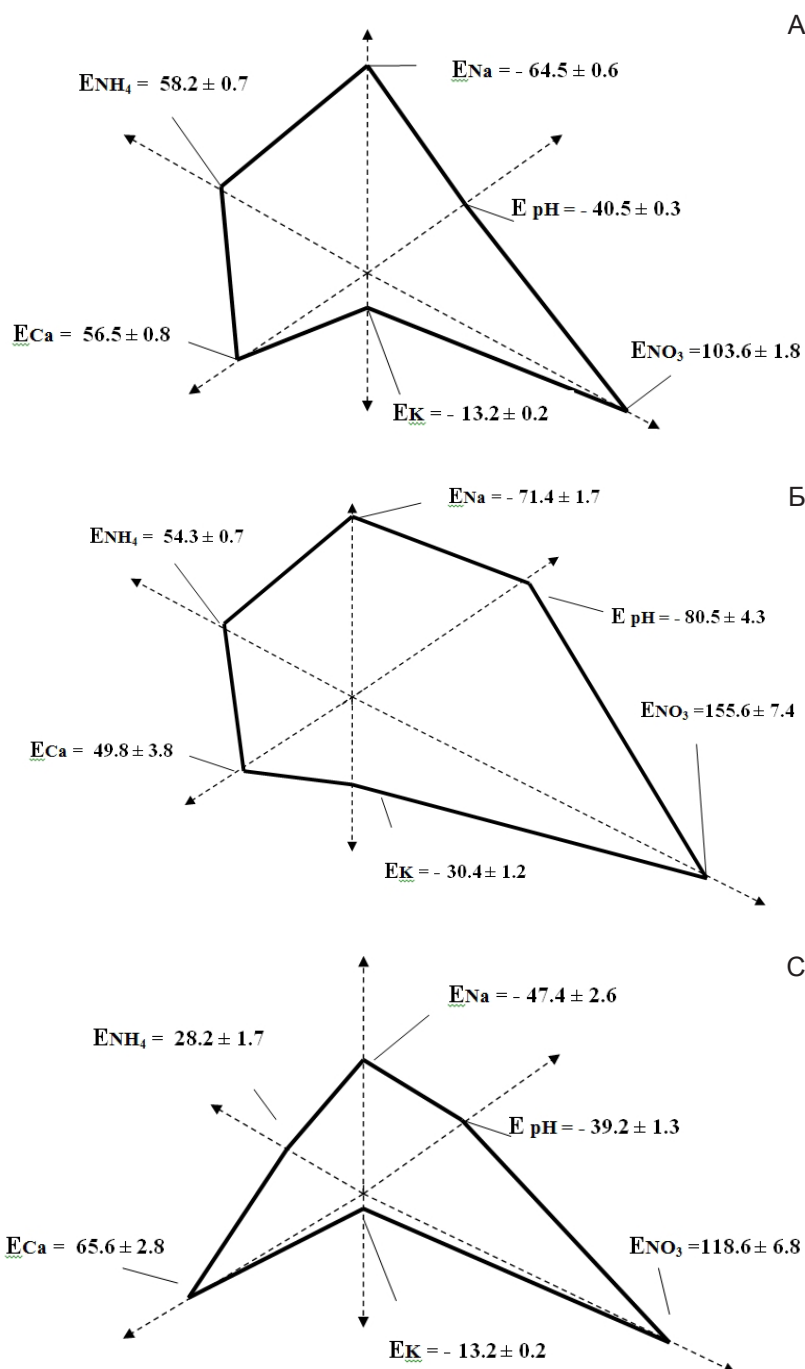 А
ENH₄ = 58.2 ± 0.7
ENa = - 64.5 ± 0.6
E pH = - 40.5 ± 0.3
ECa = 56.5 ± 0.8
ENO₃ =103.6 ± 1.8
EK = - 13.2 ± 0.2
Б
ENa = - 71.4 ± 1.7
ENH₄ = 54.3 ± 0.7
E pH = - 80.5 ± 4.3
ENO₃ =155.6 ± 7.4
ECa = 49.8 ± 3.8
EK = - 30.4 ± 1.2
С
ENa = - 47.4 ± 2.6
ENH₄ = 28.2 ± 1.7
E pH = - 39.2 ± 1.3
ECa = 65.6 ± 2.8
ENO₃ =118.6 ± 6.8
EK = - 13.2 ± 0.2